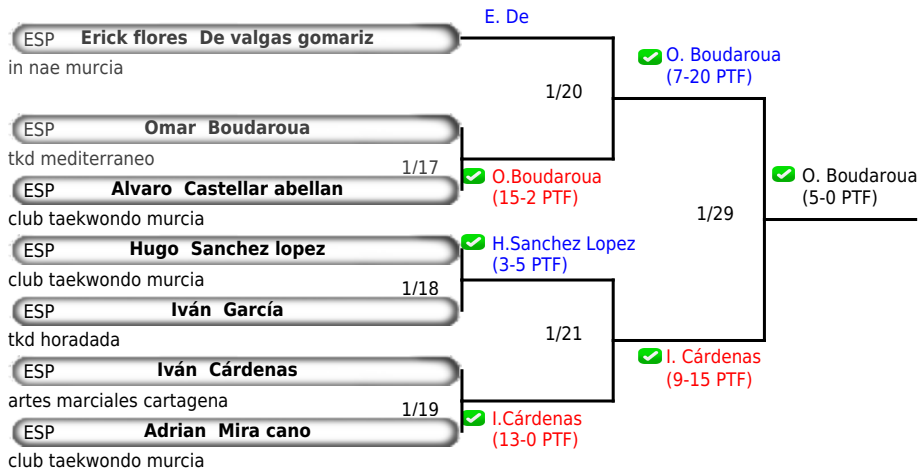 E. De
ESP Erick flores De valgas gomariz
in nae murcia
O. Boudaroua
(7-20 PTF)
1/20
ESP Omar Boudaroua
tkd mediterraneo
1/17
O.Boudaroua
(15-2 PTF)
ESP Alvaro Castellar abellan
club taekwondo murcia
O. Boudaroua
(5-0 PTF)
1/29
ESP Hugo Sanchez lopez
club taekwondo murcia
H.Sanchez Lopez
(3-5 PTF)
1/18
ESP Iván García
tkd horadada
1/21
I. Cárdenas
(9-15 PTF)
ESP Iván Cárdenas
artes marciales cartagena
1/19
I.Cárdenas
(13-0 PTF)
ESP Adrian Mira cano
club taekwondo murcia